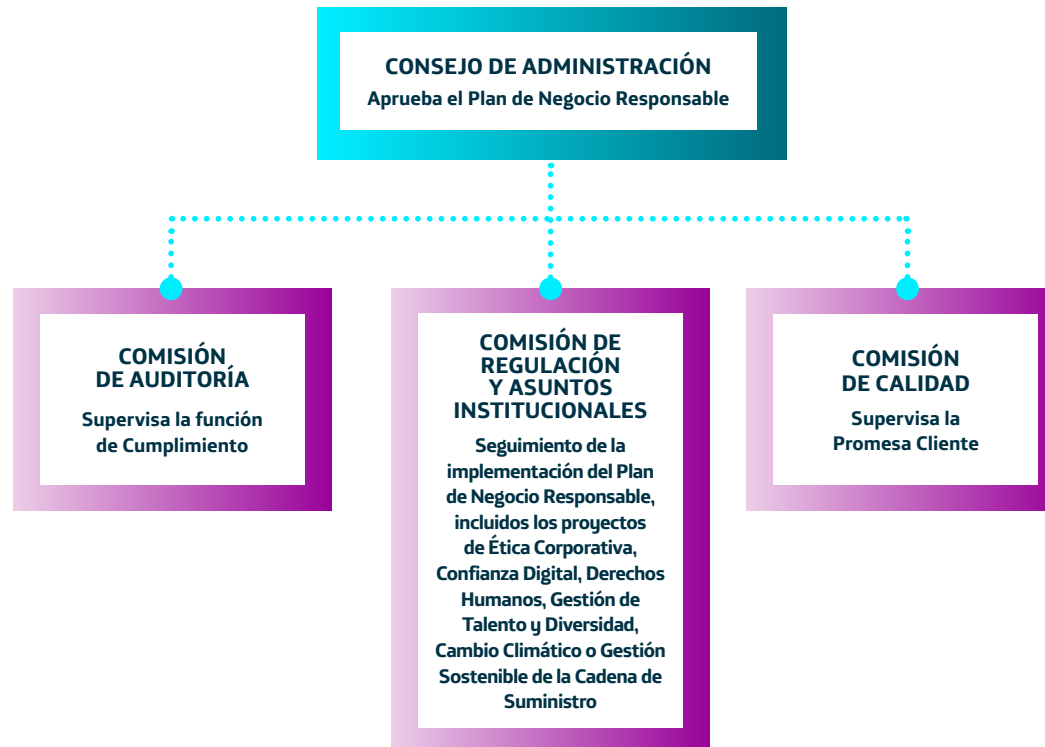 CONSEJO DE ADMINISTRACIÓN
Aprueba el Plan de Negocio Responsable
COMISIÓN
DE AUDITORÍA
Supervisa la función
de Cumplimiento
COMISIÓN DE
REGULACIÓN
Y ASUNTOS
INSTITUCIONALES
Seguimiento de la
implementación del Plan
de Negocio Responsable,
incluidos los proyectos
de Ética Corporativa,
Confianza Digital, Derechos
Humanos, Gestión de
Talento y Diversidad,
Cambio Climático o Gestión
Sostenible de la Cadena de
Suministro
COMISIÓN
DE CALIDAD
Supervisa la
Promesa Cliente